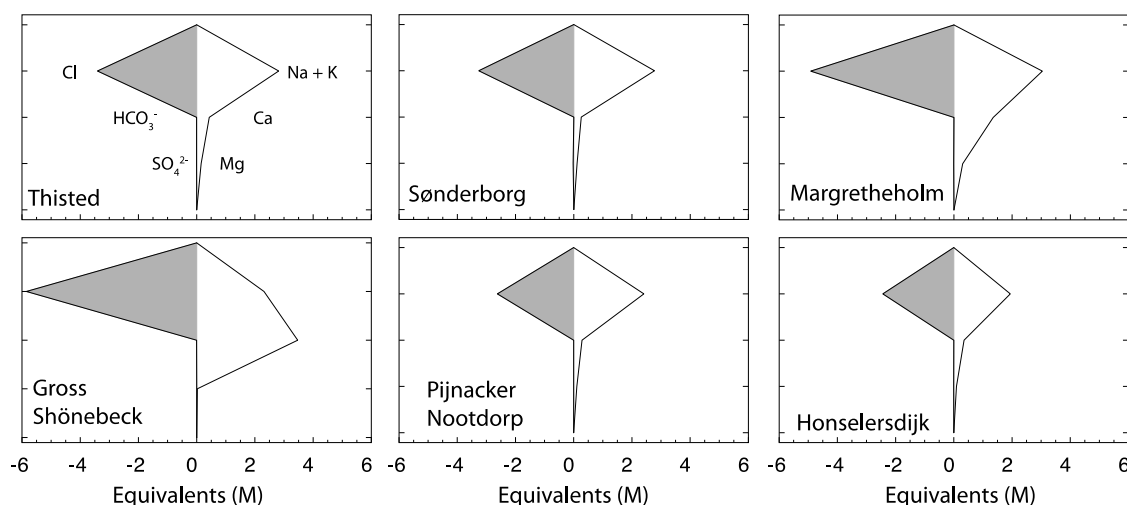 Cl
Na + K
HCO₃⁻
Ca
SO₄²⁻
Mg
Thisted
Sønderborg
Margretheholm
Gross
Shönebeck
Pijnacker
Nootdorp
Honselersdijk
-6 -4 -2 0 2 4 6
-6 -4 -2 0 2 4 6
-6 -4 -2 0 2 4 6
Equivalents (M)
Equivalents (M)
Equivalents (M)